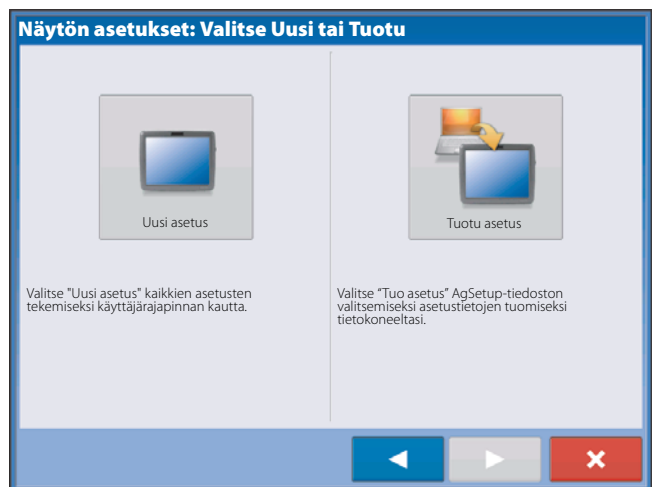 Näytön asetukset: Valitse Uusi tai Tuotu
Uusi asetus
Tuotu asetus
Valitse "Uusi asetus" kaikkien asetusten
tekemiseksi käyttäjärajapinnan kautta.
Valitse “Tuo asetus” AgSetup-tiedoston
valitsemiseksi asetustietojen tuomiseksi
tietokoneeltasi.